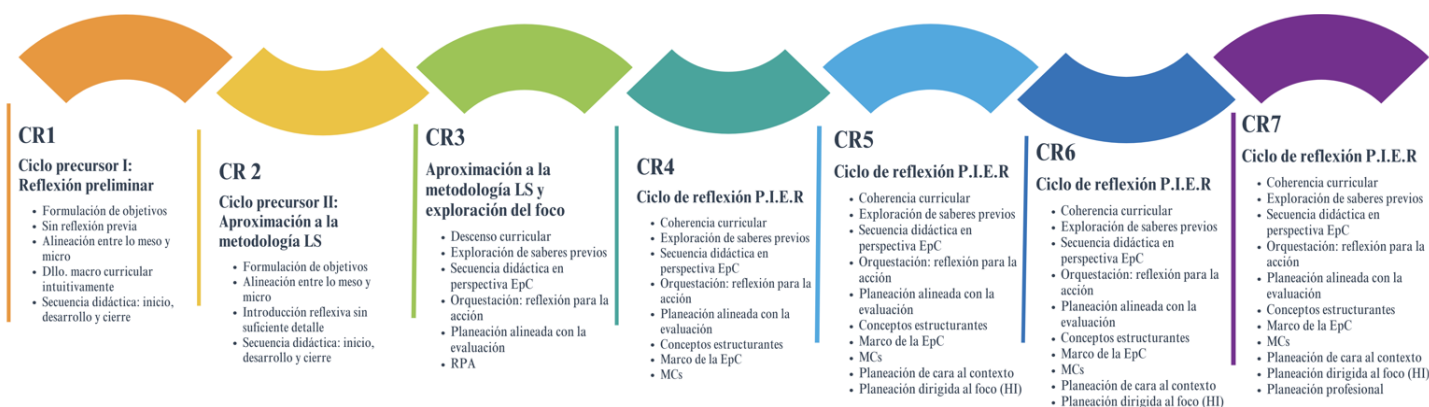 CR1
Ciclo precursor I:
Reflexión preliminar
• Formulación de objetivos
• Sin reflexión previa
• Alineación entre lo meso y
micro
• Dllo. macro curricular
intuitivamente
• Secuencia didáctica: inicio,
desarrollo y cierre
CR 2
Ciclo precursor II:
Aproximación a la
metodología LS
• Formulación de objetivos
• Alineación entre lo meso y
micro
• Introducción reflexiva sin
suficiente detalle
• Secuencia didáctica: inicio,
desarrollo y cierre
CR3
Aproximación a la
metodología LS y
exploración del foco
• Descenso curricular
• Exploración de saberes previos
• Secuencia didáctica en
perspectiva EpC
• Orquestación: reflexión para la
acción
• Planeación alineada con la
evaluación
• RPA
CR4
Ciclo de reflexión P.I.E.R
• Coherencia curricular
• Exploración de saberes previos
• Secuencia didáctica en
perspectiva EpC
• Orquestación: reflexión para la
acción
• Planeación alineada con la
evaluación
• Conceptos estructurantes
• Marco de la EpC
• MCs
CR5
Ciclo de reflexión P.I.E.R
• Coherencia curricular
• Exploración de saberes previos
• Secuencia didáctica en
perspectiva EpC
• Orquestación: reflexión para la
acción
• Planeación alineada con la
evaluación
• Conceptos estructurantes
• Marco de la EpC
• MCs
• Planeación de cara al contexto
• Planeación dirigida al foco (HI)
CR6
Ciclo de reflexión P.I.E.R
• Coherencia curricular
• Exploración de saberes previos
• Secuencia didáctica en
perspectiva EpC
• Orquestación: reflexión para la
acción
• Planeación alineada con la
evaluación
• Conceptos estructurantes
• Marco de la EpC
• MCs
• Planeación de cara al contexto
• Planeación dirigida al foco (HI)
CR7
Ciclo de reflexión P.I.E.R
• Coherencia curricular
• Exploración de saberes previos
• Secuencia didáctica en
perspectiva EpC
• Orquestación: reflexión para la
acción
• Planeación alineada con la
evaluación
• Conceptos estructurantes
• Marco de la EpC
• MCs
• Planeación de cara al contexto
• Planeación dirigida al foco (HI)
• Planeación profesional